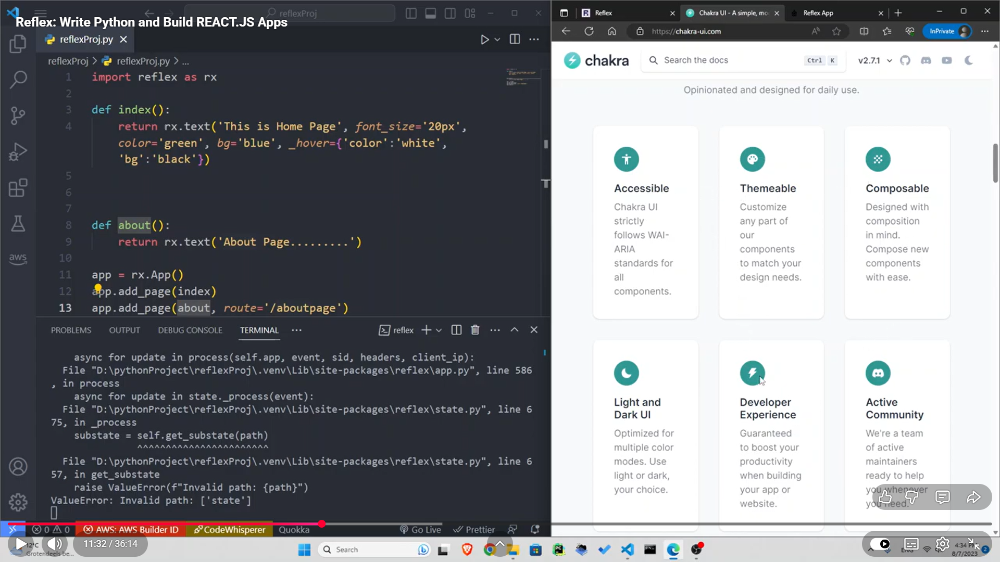 Reflex: Write Python and Build REACT.JS Apps
reflexProj
reflexProj.py
reflexProj > reflexProj.py > ...
1 import reflex as rx
2
3 def index():
4 return rx.text('This is Home Page', font_size='20px',
color='green', bg='blue', _hover={'color':'white',
'bg':'black'})
5
6
7
8 def about():
9 return rx.text('About Page.........')
10
11 app = rx.App()
12 app.add_page(index)
13 app.add_page(about, route='/aboutpage')
PROBLEMS OUTPUT DEBUG CONSOLE TERMINAL ... reflex
async for update in process(self.app, event, sid, headers, client_ip):
File "D:\pythonProject\reflexProj\.venv\Lib\site-packages\reflex\app.py", line 586
, in process
async for update in state._process(event):
File "D:\pythonProject\reflexProj\.venv\Lib\site-packages\reflex\state.py", line 6
75, in _process
substate = self.get_substate(path)
^^^^^^^^^^^^^^^^^^^^^^^
File "D:\pythonProject\reflexProj\.venv\Lib\site-packages\reflex\state.py", line 6
57, in get_substate
raise ValueError(f"Invalid path: {path}")
ValueError: Invalid path: ['state']
0 0 AWS: AWS Builder ID CodeWhisperer Quokka Go Live Prettier
aws
Reflex
Chakra UI - A simple, mo
Reflex App
https://chakra-ui.com
InPrivate
chakra
Search the docs
Ctrl K
v2.7.1
Opinionated and designed for daily use.
Accessible
Chakra UI
strictly
follows WAI-
ARIA
standards for
all
components.
Themeable
Customize
any part of
our
components
to match your
design needs.
Composable
Designed with
composition
in mind.
Compose new
components
with ease.
Light and
Dark UI
Optimized for
multiple color
modes. Use
light or dark,
your choice.
Developer
Experience
Guaranteed
to boost your
productivity
when building
your app or
website.
Active
Community
We're a team
of active
maintainers
ready to help
you whenever
you need.
11:32 / 36:14
12°C
Grotendeels be...
Search
ENG
4:34 PM
8/7/2023
2